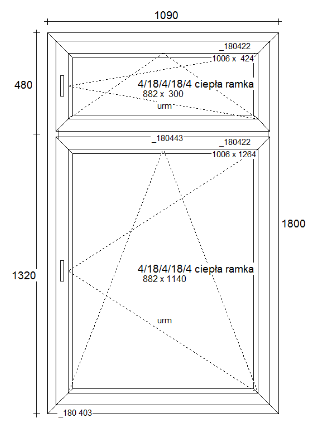 1090
_180422
1006 x 424
480
4/18/4/18/4 ciepła ramka
882 x 300
urm
_180443
_180422
1006 x 1264
1800
1320
4/18/4/18/4 ciepła ramka
882 x 1140
urm
_180 403